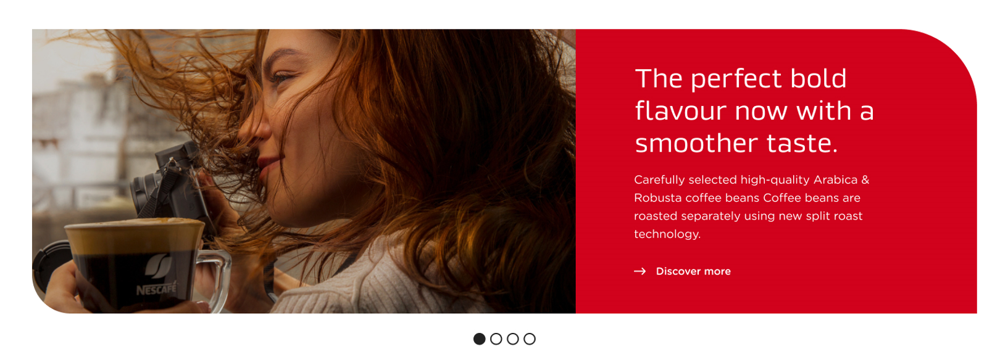 NESCAFÉ
The perfect bold
flavour now with a
smoother taste.
Carefully selected high-quality Arabica &
Robusta coffee beans Coffee beans are
roasted separately using new split roast
technology.
→ Discover more